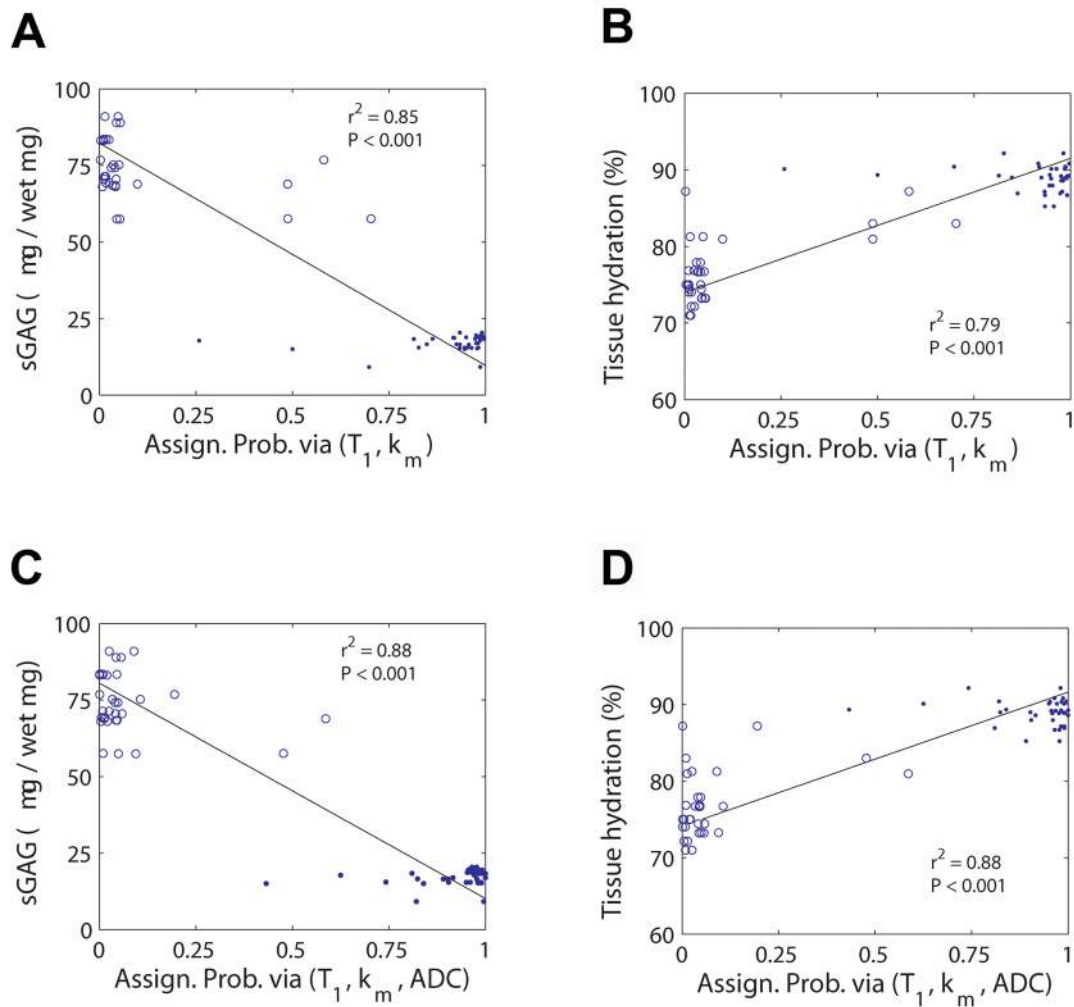 A
B
100
75
50
25
0
sGAG ( mg / wet mg)
r² = 0.85
P < 0.001
0 0.25 0.5 0.75 1
Assign. Prob. via (T₁, kₘ)
100
90
80
70
60
Tissue hydration (%)
r² = 0.79
P < 0.001
0 0.25 0.5 0.75 1
Assign. Prob. via (T₁, kₘ)
C
D
100
75
50
25
0
sGAG ( mg / wet mg)
r² = 0.88
P < 0.001
0 0.25 0.5 0.75 1
Assign. Prob. via (T₁, kₘ, ADC)
100
90
80
70
60
Tissue hydration (%)
r² = 0.88
P < 0.001
0 0.25 0.5 0.75 1
Assign. Prob. via (T₁, kₘ, ADC)